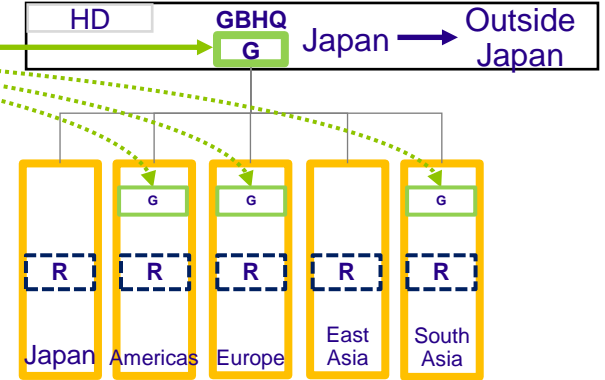 HD
GBHQ
G
Japan
Outside
Japan
G
G
G
R
R
R
R
R
Japan
Americas
Europe
East
Asia
South
Asia